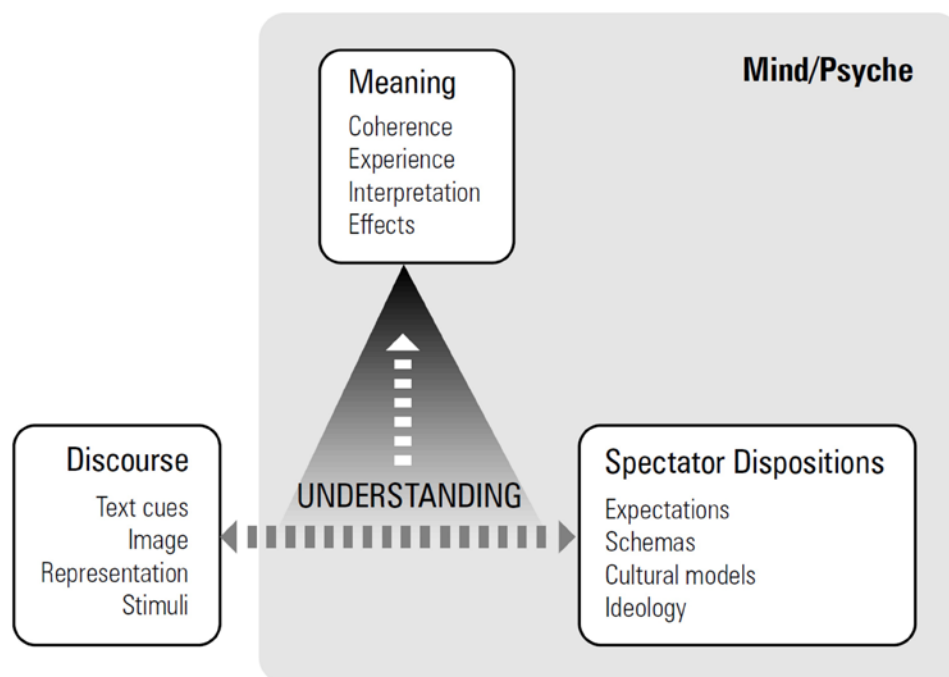 Mind/Psyche
Meaning
Coherence
Experience
Interpretation
Effects
UNDERSTANDING
Discourse
Text cues
Image
Representation
Stimuli
Spectator Dispositions
Expectations
Schemas
Cultural models
Ideology